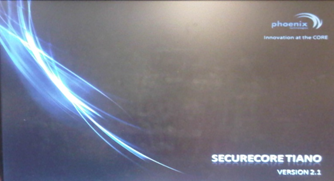 phoenix
Innovation at the CORE
SECURECORE TIANO
VERSION 2.1